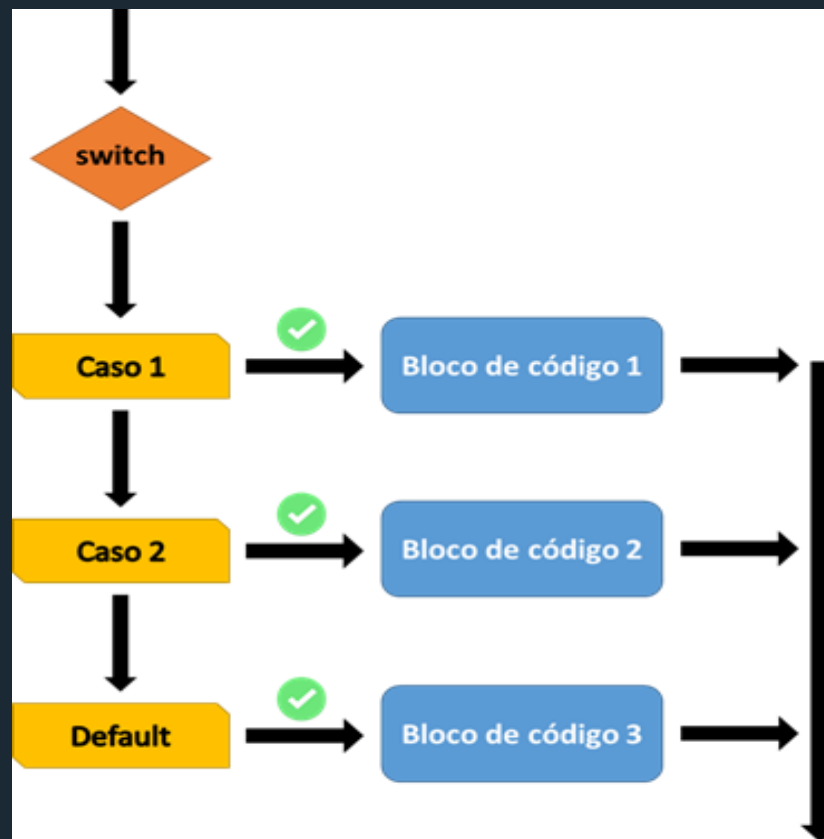 switch
Caso 1
Bloco de código 1
Caso 2
Bloco de código 2
Default
Bloco de código 3